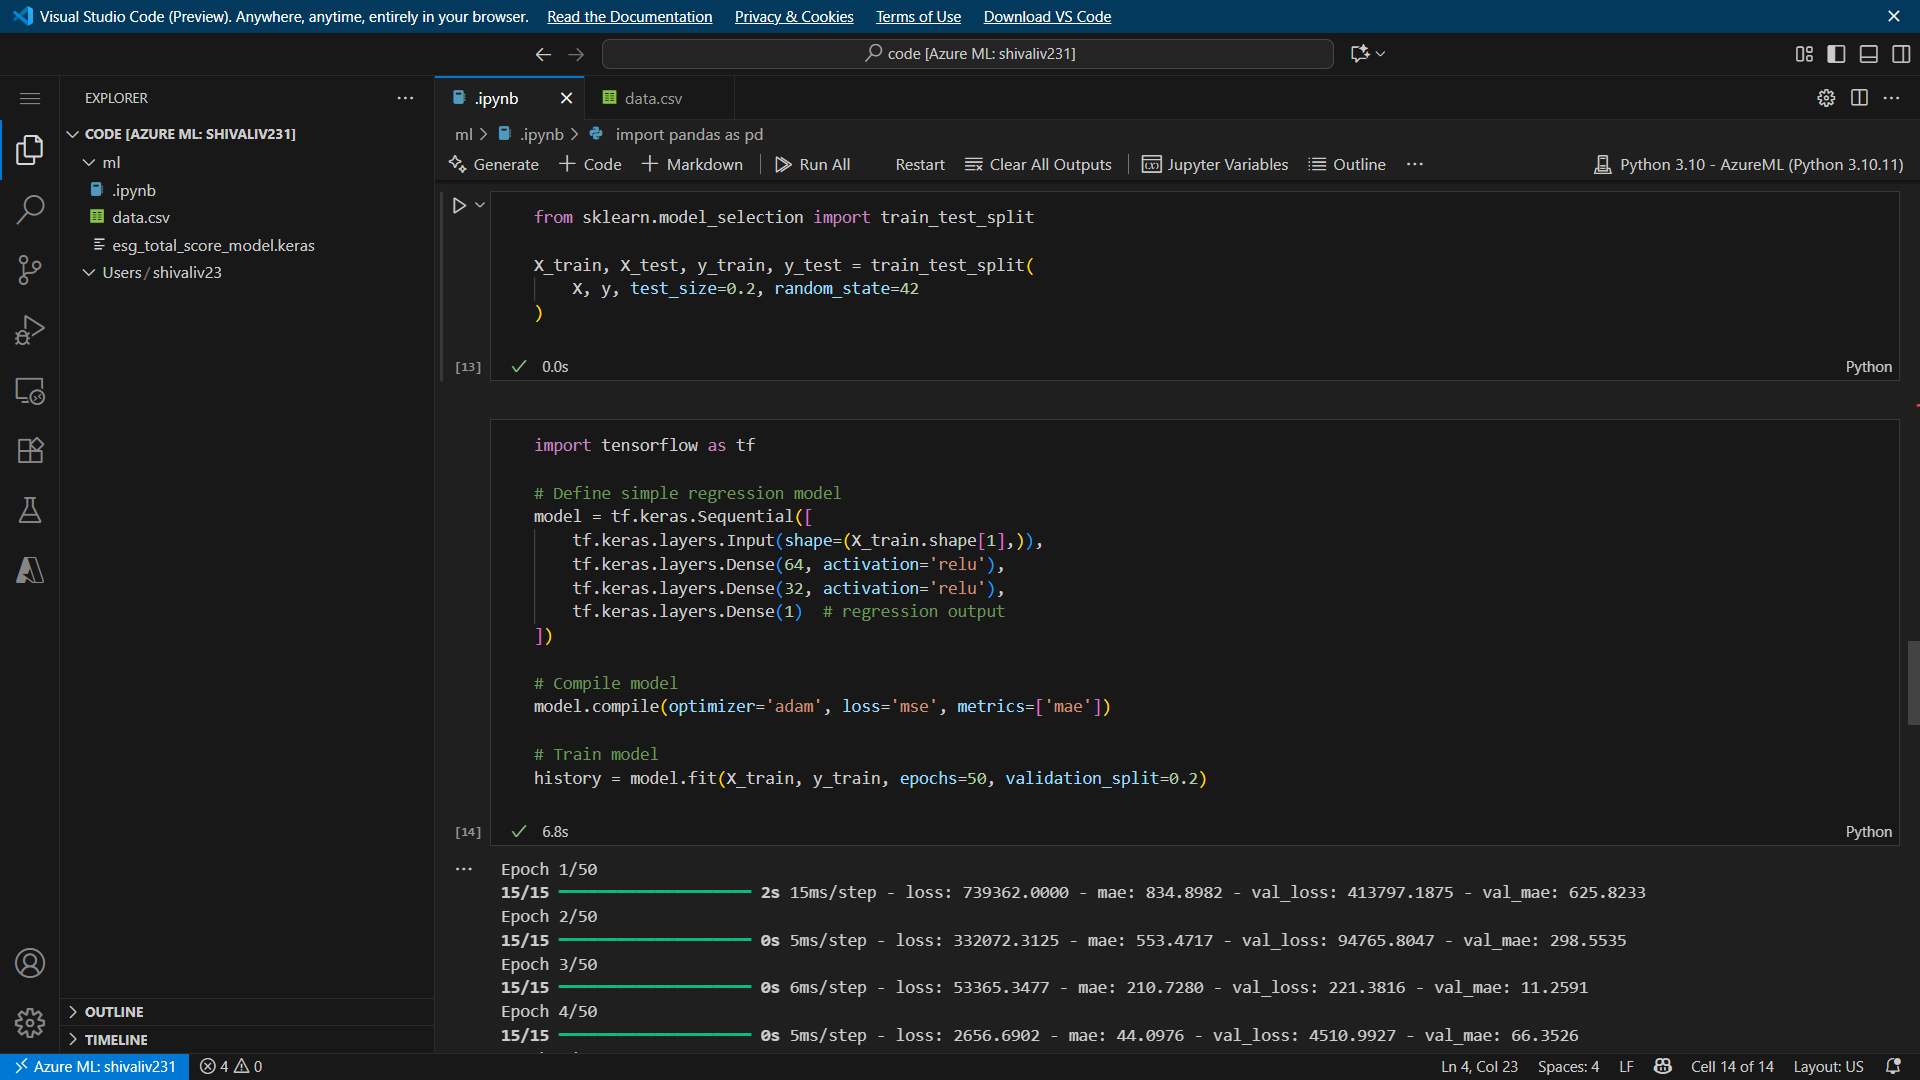 Visual Studio Code (Preview). Anywhere, anytime, entirely in your browser. Read the Documentation Privacy & Cookies Terms of Use Download VS Code
code [Azure ML: shivaliv231]
EXPLORER
CODE [AZURE ML: SHIVALIV231]
ml
.ipynb
data.csv
esg_total_score_model.keras
Users/shivaliv23
OUTLINE
TIMELINE
.ipynb data.csv
ml > .ipynb > import pandas as pd
Generate + Code + Markdown Run All Restart Clear All Outputs Jupyter Variables Outline ··· Python 3.10 - AzureML (Python 3.10.11)
from sklearn.model_selection import train_test_split
X_train, X_test, y_train, y_test = train_test_split(
    X, y, test_size=0.2, random_state=42
)
[13] 0.0s Python
import tensorflow as tf
# Define simple regression model
model = tf.keras.Sequential([
    tf.keras.layers.Input(shape=(X_train.shape[1],)),
    tf.keras.layers.Dense(64, activation='relu'),
    tf.keras.layers.Dense(32, activation='relu'),
    tf.keras.layers.Dense(1)  # regression output
])
# Compile model
model.compile(optimizer='adam', loss='mse', metrics=['mae'])
# Train model
history = model.fit(X_train, y_train, epochs=50, validation_split=0.2)
[14] 6.8s Python
Epoch 1/50
15/15 2s 15ms/step - loss: 739362.0000 - mae: 834.8982 - val_loss: 413797.1875 - val_mae: 625.8233
Epoch 2/50
15/15 0s 5ms/step - loss: 332072.3125 - mae: 553.4717 - val_loss: 94765.8047 - val_mae: 298.5535
Epoch 3/50
15/15 0s 6ms/step - loss: 53365.3477 - mae: 210.7280 - val_loss: 221.3816 - val_mae: 11.2591
Epoch 4/50
15/15 0s 5ms/step - loss: 2656.6902 - mae: 44.0976 - val_loss: 4510.9927 - val_mae: 66.3526
Azure ML: shivaliv231 4 0 Ln 4, Col 23 Spaces: 4 LF Cell 14 of 14 Layout: US